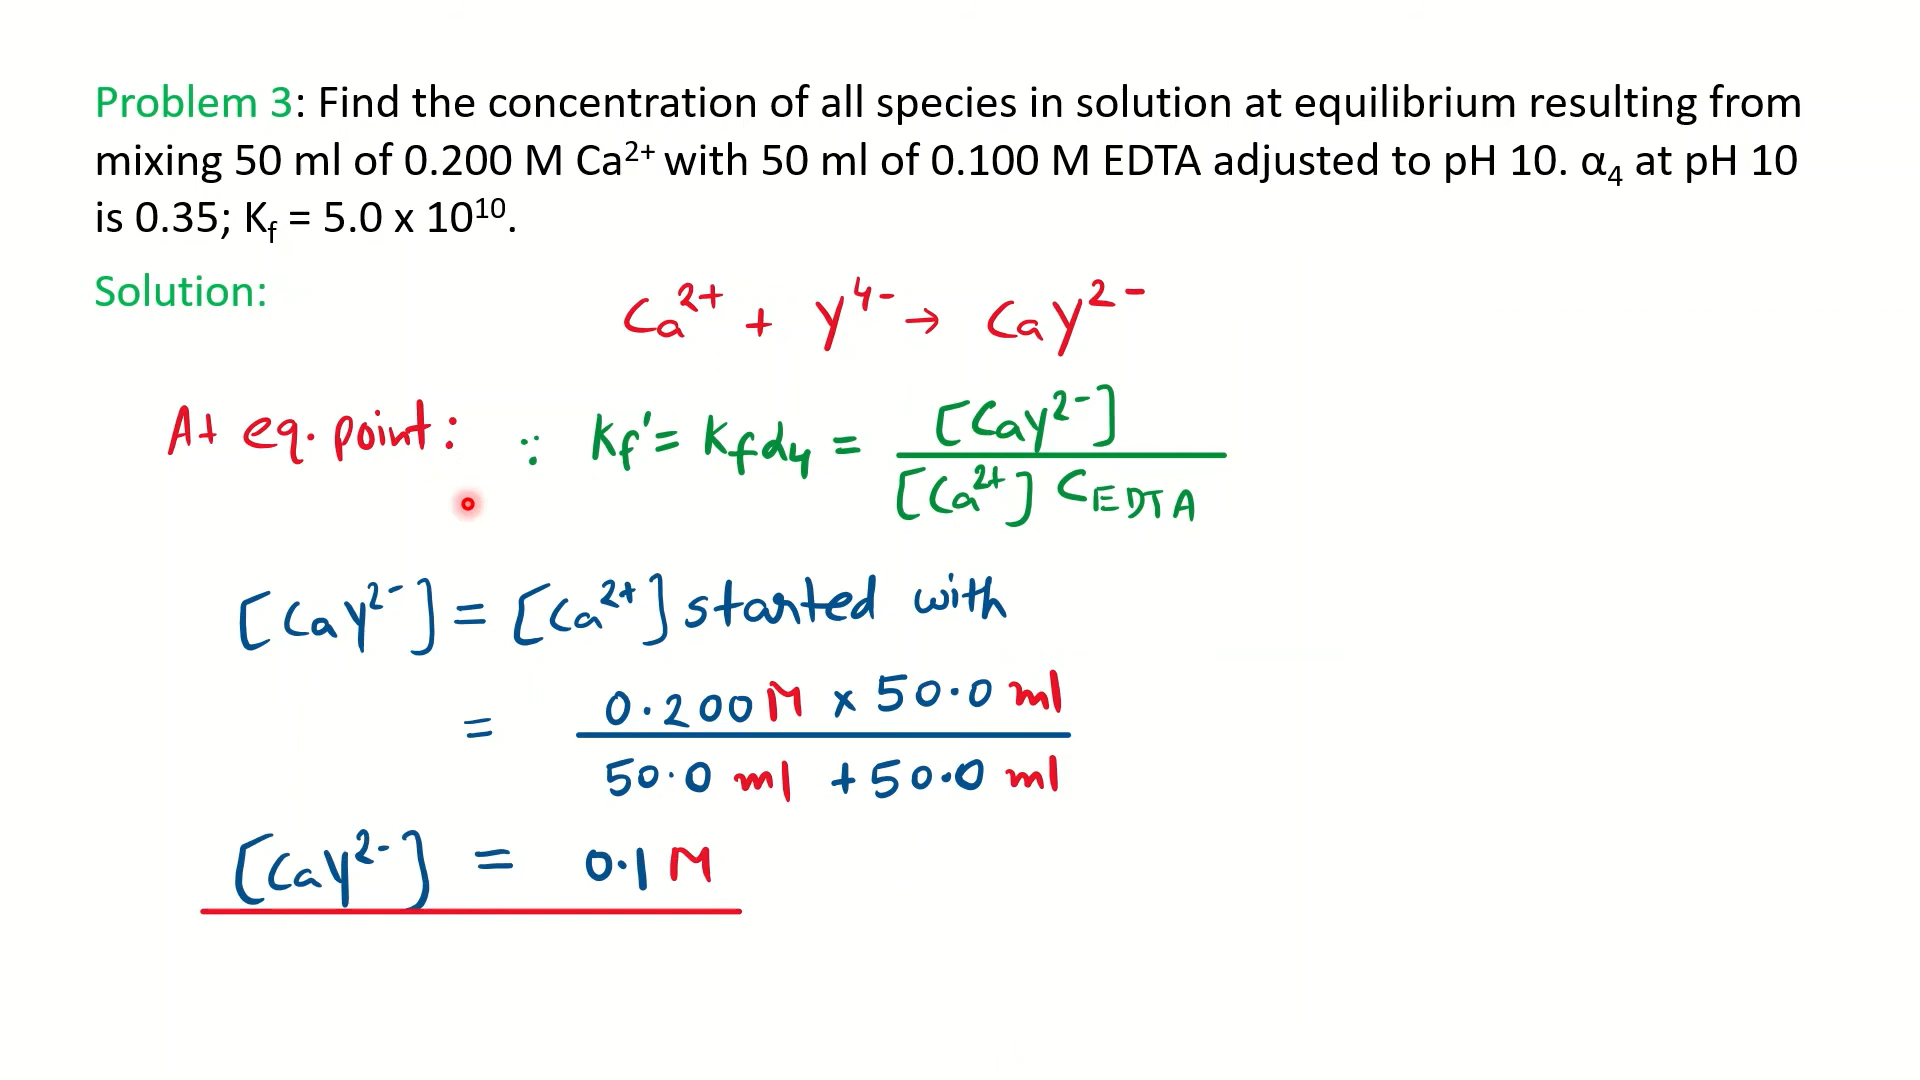 Problem 3: Find the concentration of all species in solution at equilibrium resulting from
mixing 50 ml of 0.200 M Ca²⁺ with 50 ml of 0.100 M EDTA adjusted to pH 10. α₄ at pH 10
is 0.35; K_f = 5.0 x 10¹⁰.
Solution:
Ca²⁺ + y⁴⁻ → Cay²⁻
At eq. point: ∵ Kf' = Kfα₄ = [Cay²⁻]
[Ca²⁺] CEDTA
[Cay²⁻] = [Ca²⁺] started with
= 0.200 M x 50.0 ml
50.0 ml + 50.0 ml
[Cay²⁻] = 0.1 M